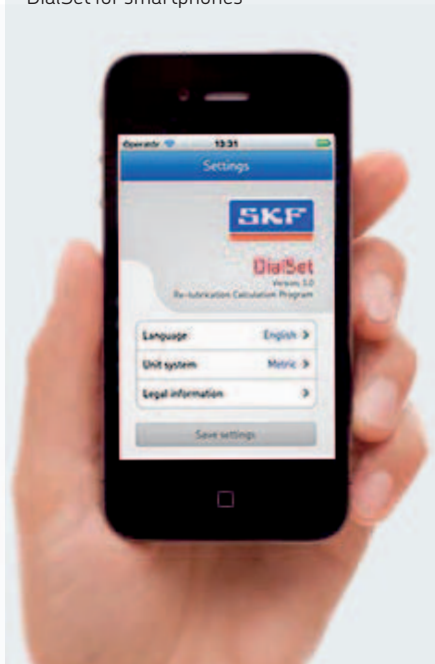 DialSet for smartphones
Operator 13:31
Settings
SKF
DialSet
Version 3.0
Re-lubrication Calculation Program
Language English
Unit system Metric
Legal information
Save settings